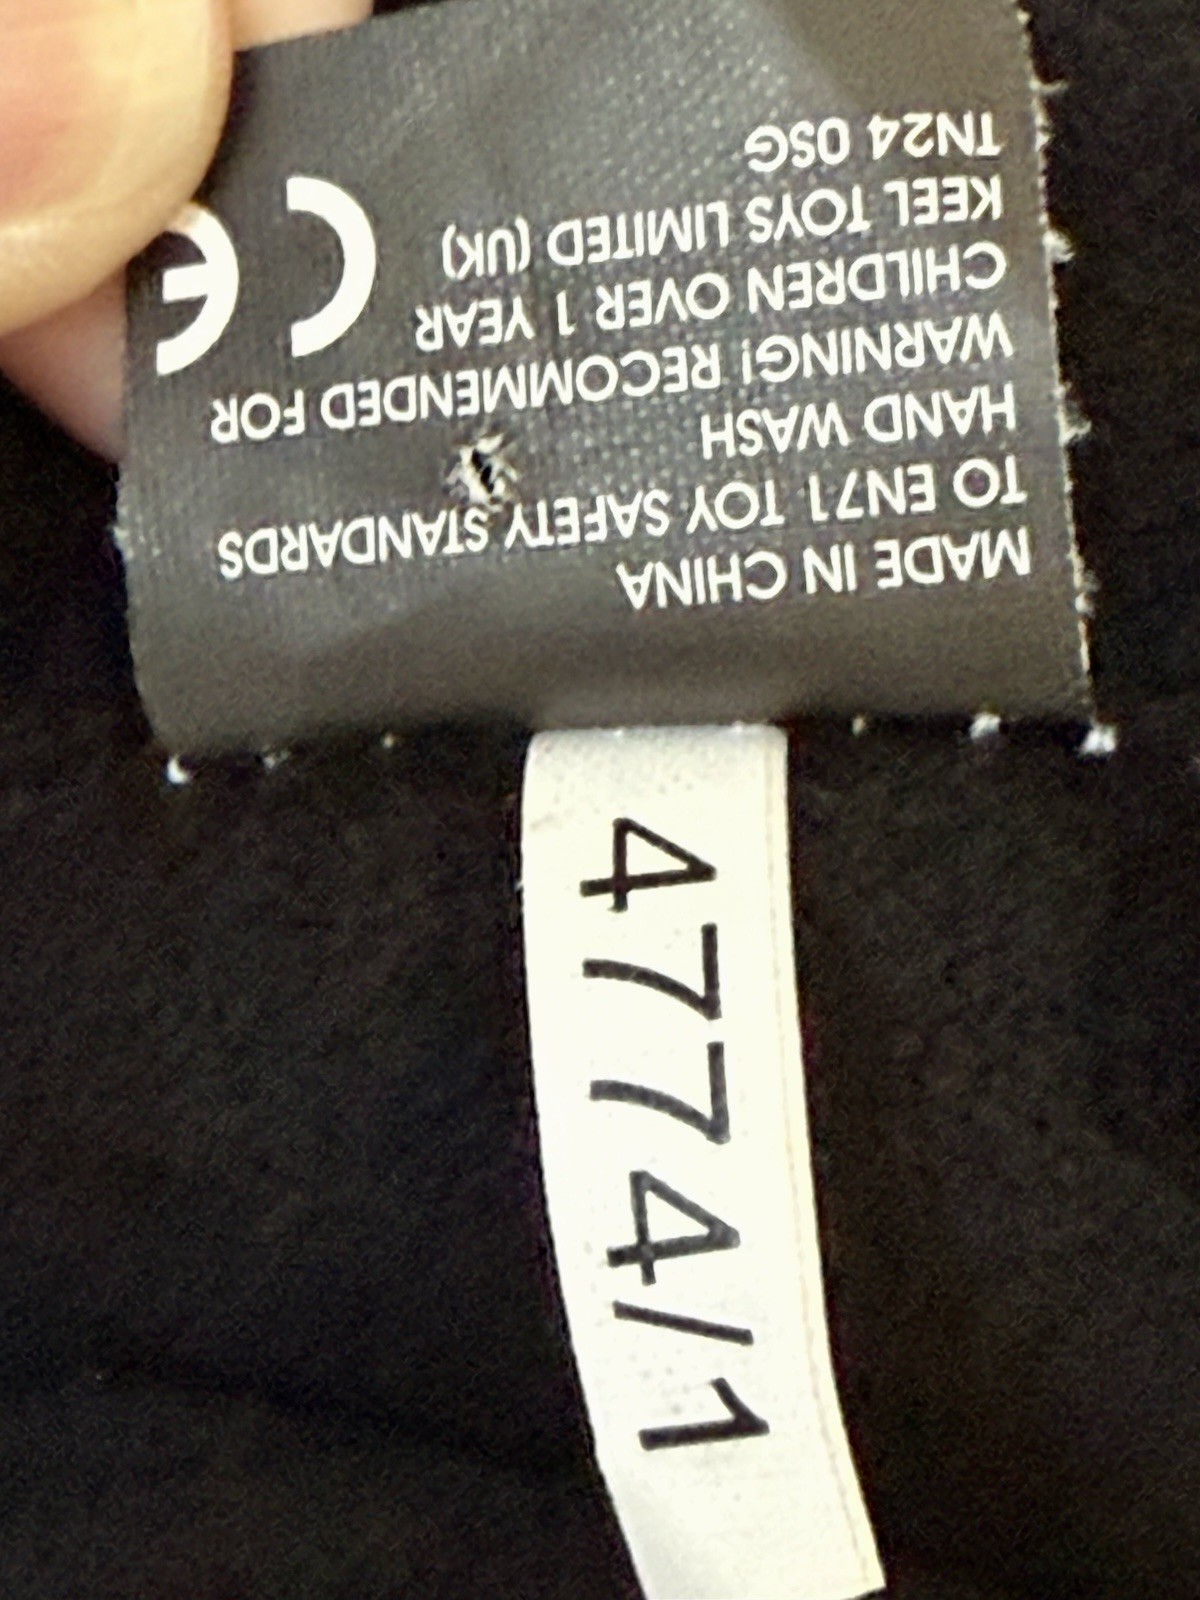 MADE IN CHINA
TO EN71 TOY SAFETY STANDARDS
HAND WASH
WARNING! RECOMMENDED FOR
CHILDREN OVER 1 YEAR
KEEL TOYS LIMITED (UK)
TN24 0SG
CE
4774/1